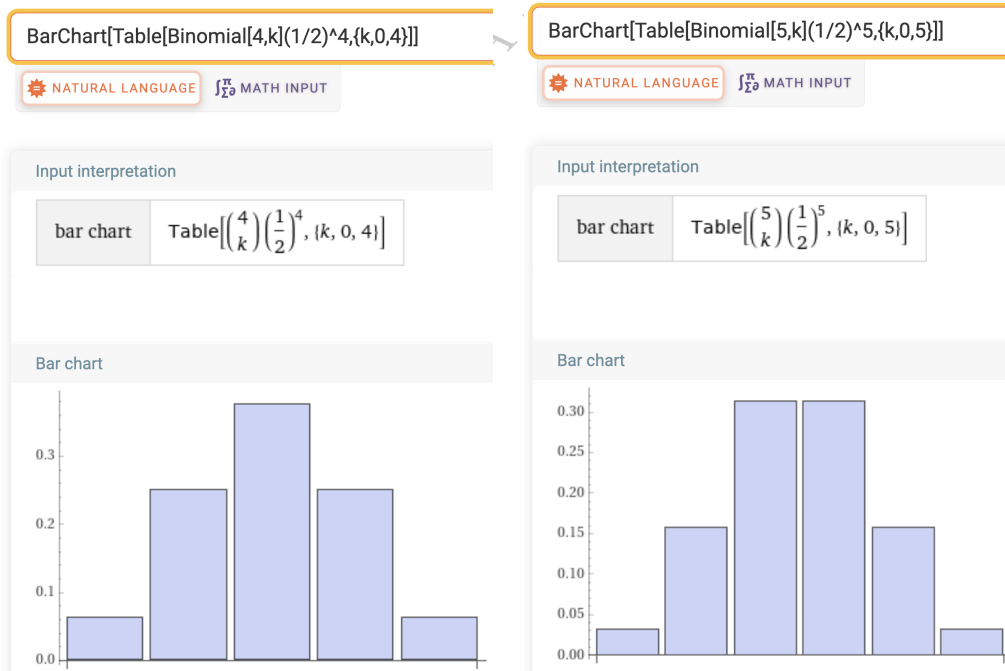 BarChart[Table[Binomial[4,k](1/2)^4,{k,0,4}]]
NATURAL LANGUAGE
∫Σ∂π MATH INPUT
Input interpretation
bar chart
Table[(4 k)(1/2)^4, {k, 0, 4}]
Bar chart
0.3
0.2
0.1
0.0
BarChart[Table[Binomial[5,k](1/2)^5,{k,0,5}]]
NATURAL LANGUAGE
∫Σ∂π MATH INPUT
Input interpretation
bar chart
Table[(5 k)(1/2)^5, {k, 0, 5}]
Bar chart
0.30
0.25
0.20
0.15
0.10
0.05
0.00